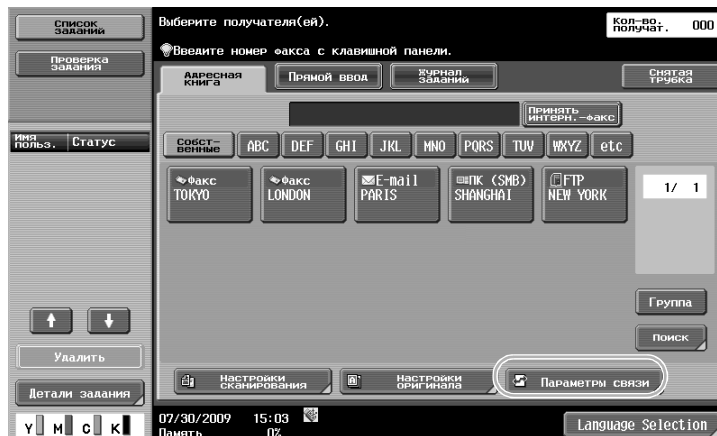 Список
задания
Проверка
задания
Имя
польз.
Статус
Удалить
Детали задания
Y M C K
Выберите получателя(ей).
Введите номер факса с клавишной панели.
Кол-во.
получат. 000
Адресная
книга
Прямой ввод
Журнал
заданий
Снятая
трубка
Принять
интерн.-факс
Собст-
венные ABC DEF GHI JKL MNO PQRS TUV WXYZ etc
Факс
TOKYO
Факс
LONDON
E-mail
PARIS
ПК (SMB)
SHANGHAI
FTP
NEW YORK
1/ 1
Группа
Поиск
Настройки
сканирования
Настройки
оригинала
Параметры связи
07/30/2009 15:03
Память 0%
Language Selection